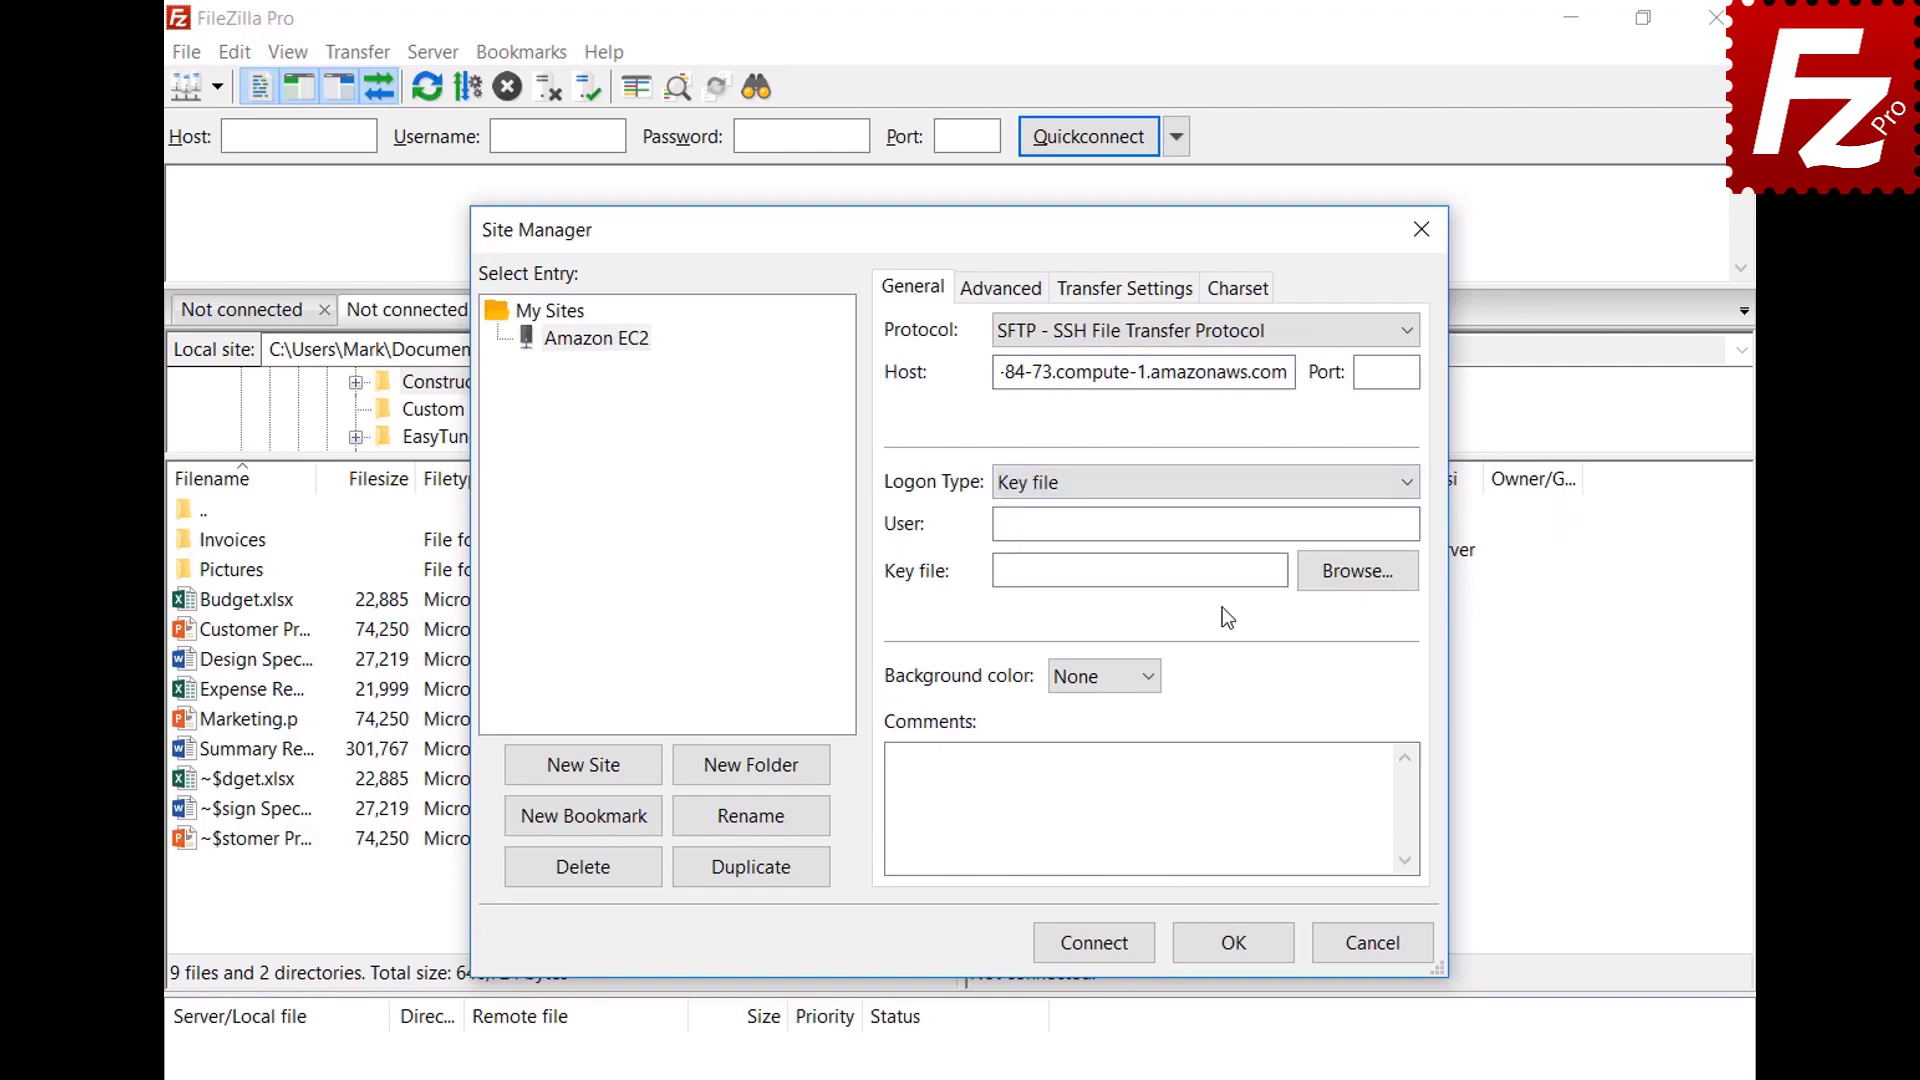 FileZilla Pro
File Edit View Transfer Server Bookmarks Help
Fz Pro
Host: Username: Password: Port: Quickconnect
Site Manager
Select Entry:
My Sites
Amazon EC2
General Advanced Transfer Settings Charset
Protocol: SFTP - SSH File Transfer Protocol
Host: -84-73.compute-1.amazonaws.com Port:
Logon Type: Key file
User:
Key file: Browse...
Background color: None
Comments:
New Site New Folder
New Bookmark Rename
Delete Duplicate
Connect OK Cancel
Not connected Not connected
Local site: C:\Users\Mark\Documen
Construc
Custom
EasyTun
Filename Filesize Filety
Owner/G...
..
Invoices File fo
Pictures File fo
Budget.xlsx 22,885 Micro
Customer Pr... 74,250 Micro
Design Spec... 27,219 Micro
Expense Re... 21,999 Micro
Marketing.p 74,250 Micro
Summary Re... 301,767 Micro
~$dget.xlsx 22,885 Micro
~$sign Spec... 27,219 Micro
~$stomer Pr... 74,250 Micro
9 files and 2 directories. Total size:
Server/Local file Direc... Remote file Size Priority Status